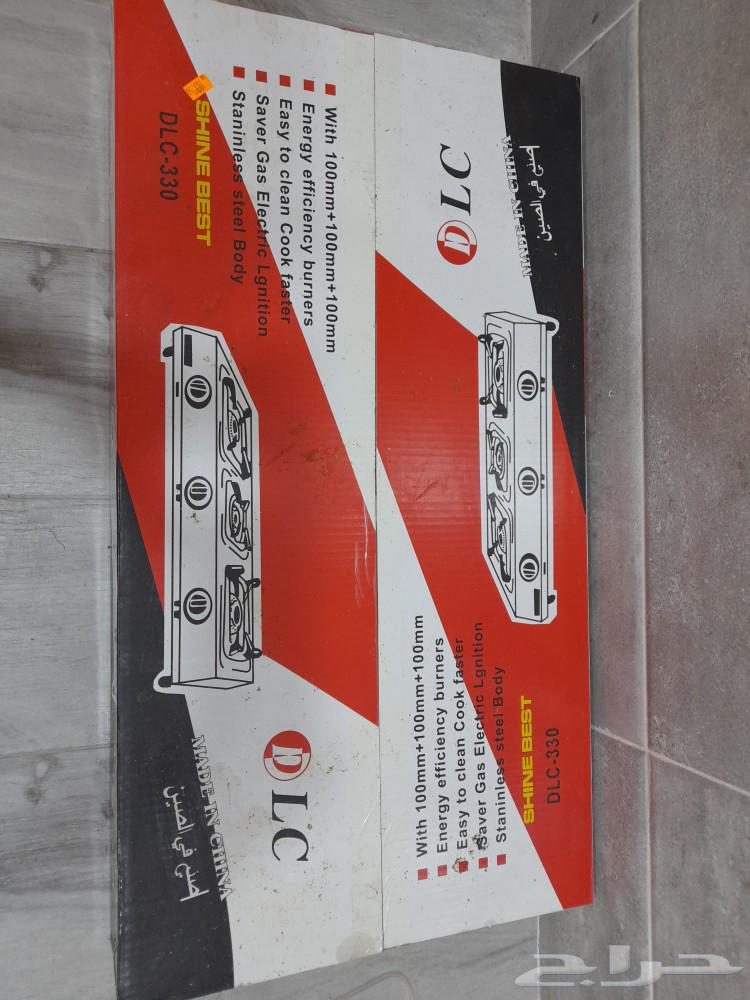 With 100mm+100mm+100mm
Energy efficiency burners
Easy to clean Cook faster
Saver Gas Electric Lgnition
Staninless steel Body
SHINE BEST
DLC-330
DLC
MADE IN CHINA
صنع في الصين
DLC
MADE IN CHINA
صنع في الصين
With 100mm+100mm+100mm
Energy efficiency burners
Easy to clean Cook faster
Saver Gas Electric Lgnition
Staninless steel Body
SHINE BEST
DLC-330
حراج